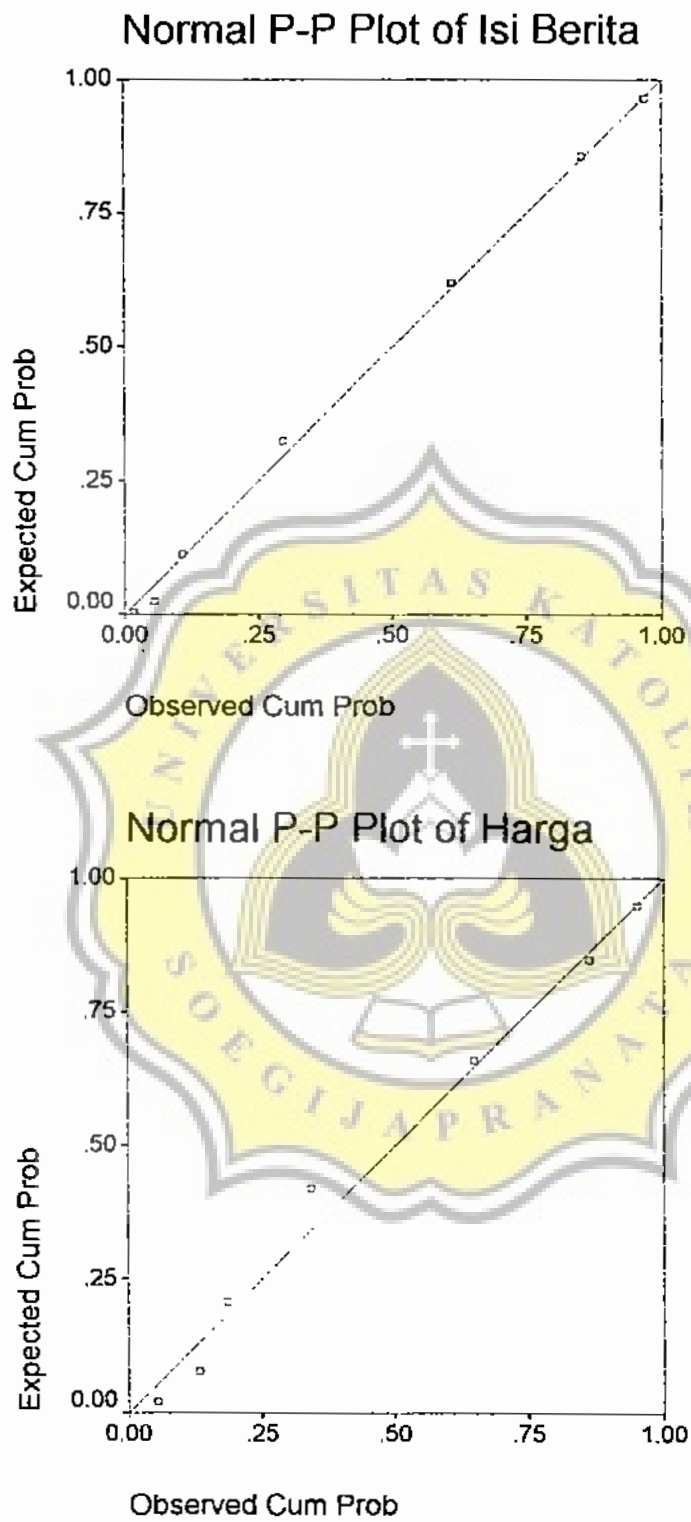 Normal P-P Plot of Isi Berita
1.00
.75
.50
.25
0.00
Expected Cum Prob
0.00 .25 .50 .75 1.00
Observed Cum Prob
UNIVERSITAS KATOLIK
Normal P-P Plot of Harga
1.00
.75
.50
.25
0.00
Expected Cum Prob
0.00 .25 .50 .75 1.00
Observed Cum Prob
SOEGIJAPRANATA